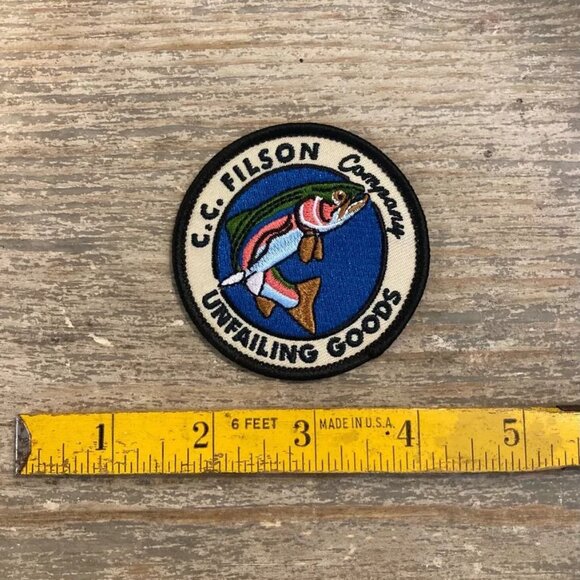 C.C. FILSON Company
UNFAILING GOODS
1 2 6 FEET 3 MADE IN U.S.A. 4 5